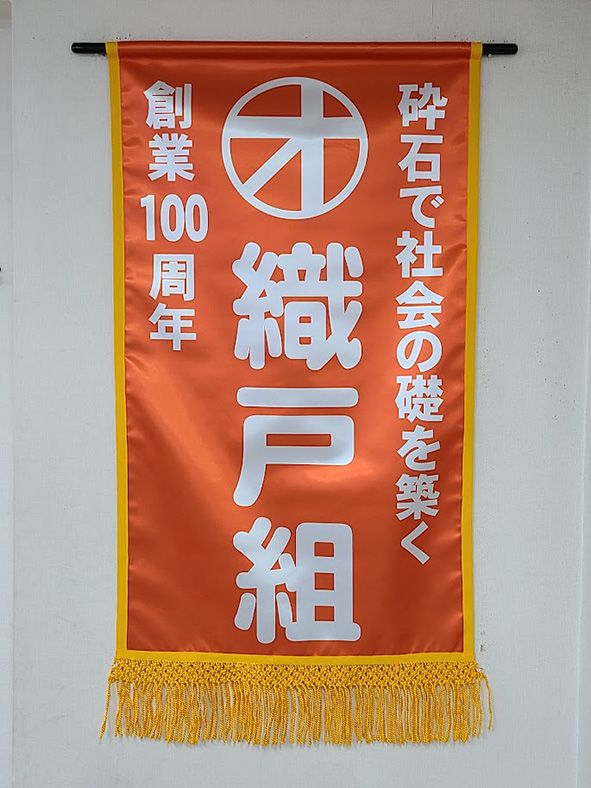 砕石で社会の礎を築く
オ
織戸組
創業100周年